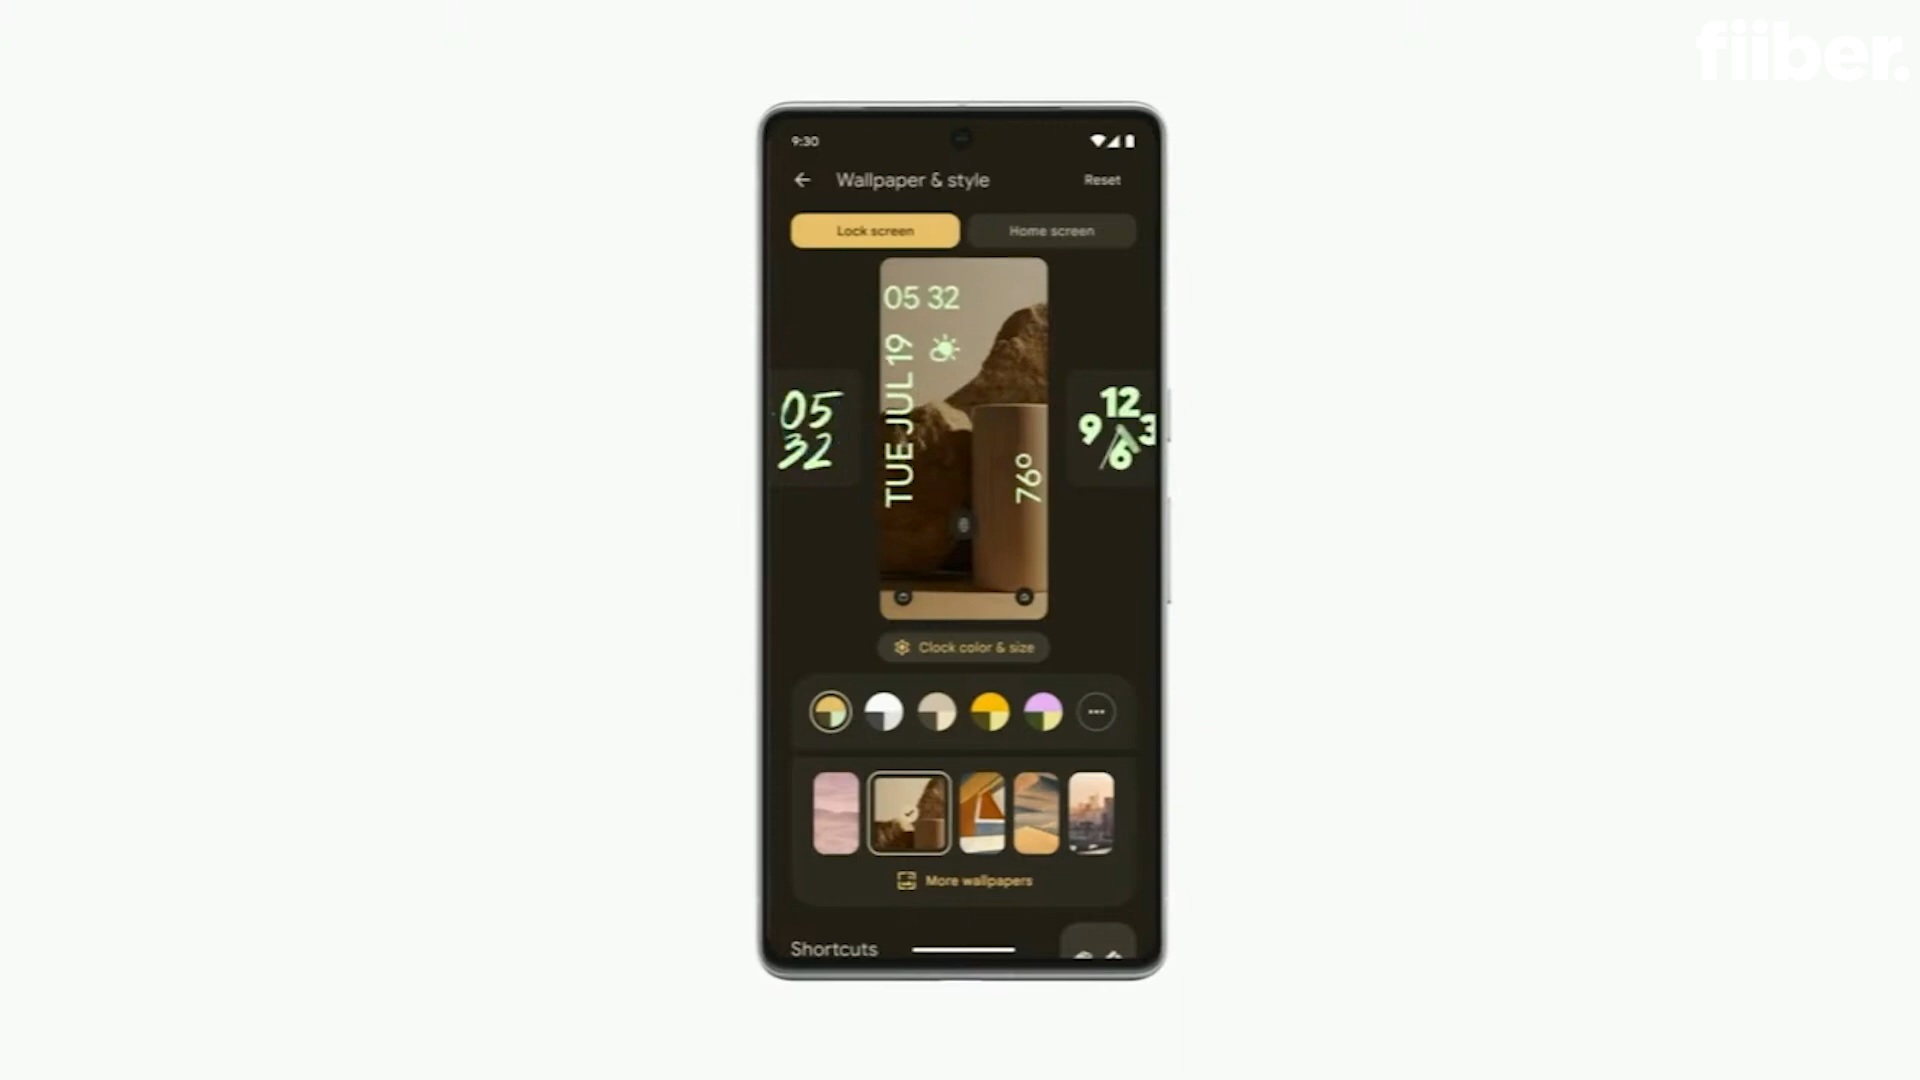 fiiber.
9:30
Wallpaper & style
Reset
Lock screen
Home screen
05 32
TUE JUL 19
76°
05
32
12
9
3
6
Clock color & size
More wallpapers
Shortcuts